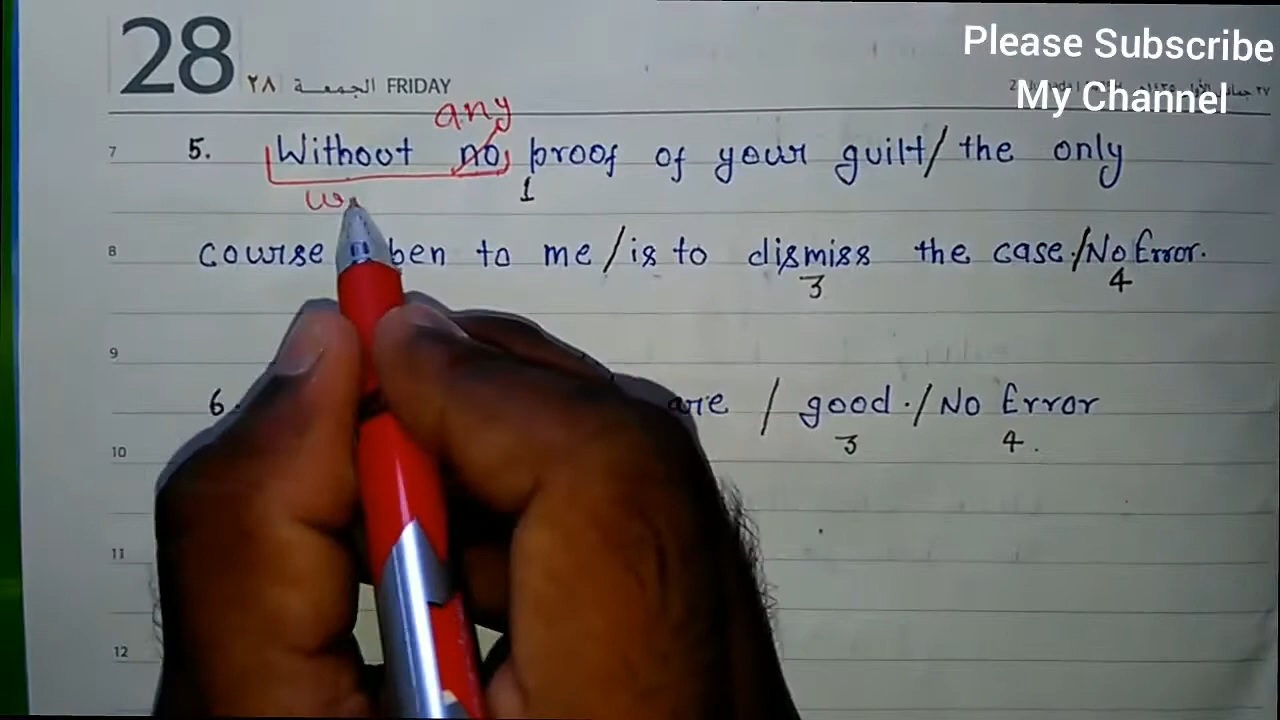 Please Subscribe
My Channel
28 ٢٨ الجمعة FRIDAY
any
7 5. Without no proof of your guilt/ the only
1
8 course to me / is to dismiss the case./No Error.
3 4
9
6. are / good ./ No Error
3 4.
10
11
12